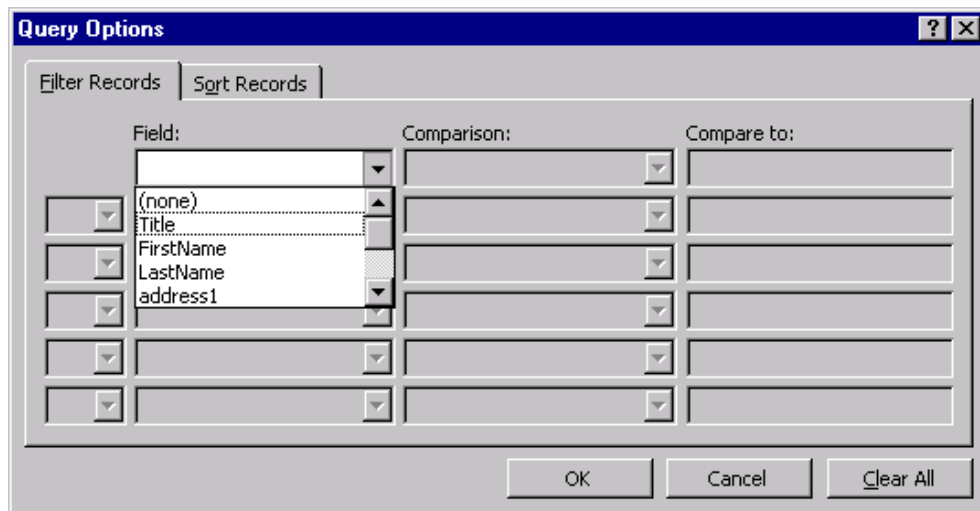 Query Options
Filter Records Sort Records
Field: Comparison: Compare to:
(none)
Title
FirstName
LastName
address1
OK Cancel Clear All